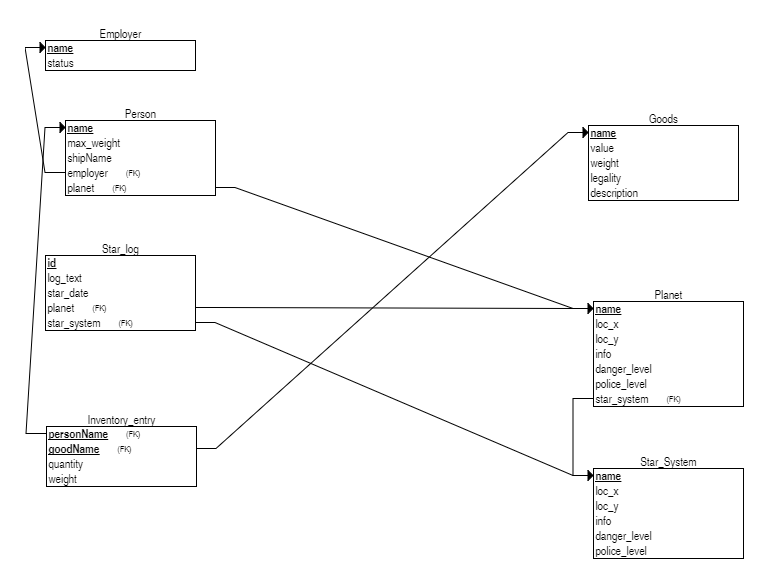 Employer
name
status
Person
name
max_weight
shipName
employer (FK)
planet (FK)
Star_log
id
log_text
star_date
planet (FK)
star_system (FK)
Inventory_entry
personName (FK)
goodName (FK)
quantity
weight
Goods
name
value
weight
legality
description
Planet
name
loc_x
loc_y
info
danger_level
police_level
star_system (FK)
Star_System
name
loc_x
loc_y
info
danger_level
police_level